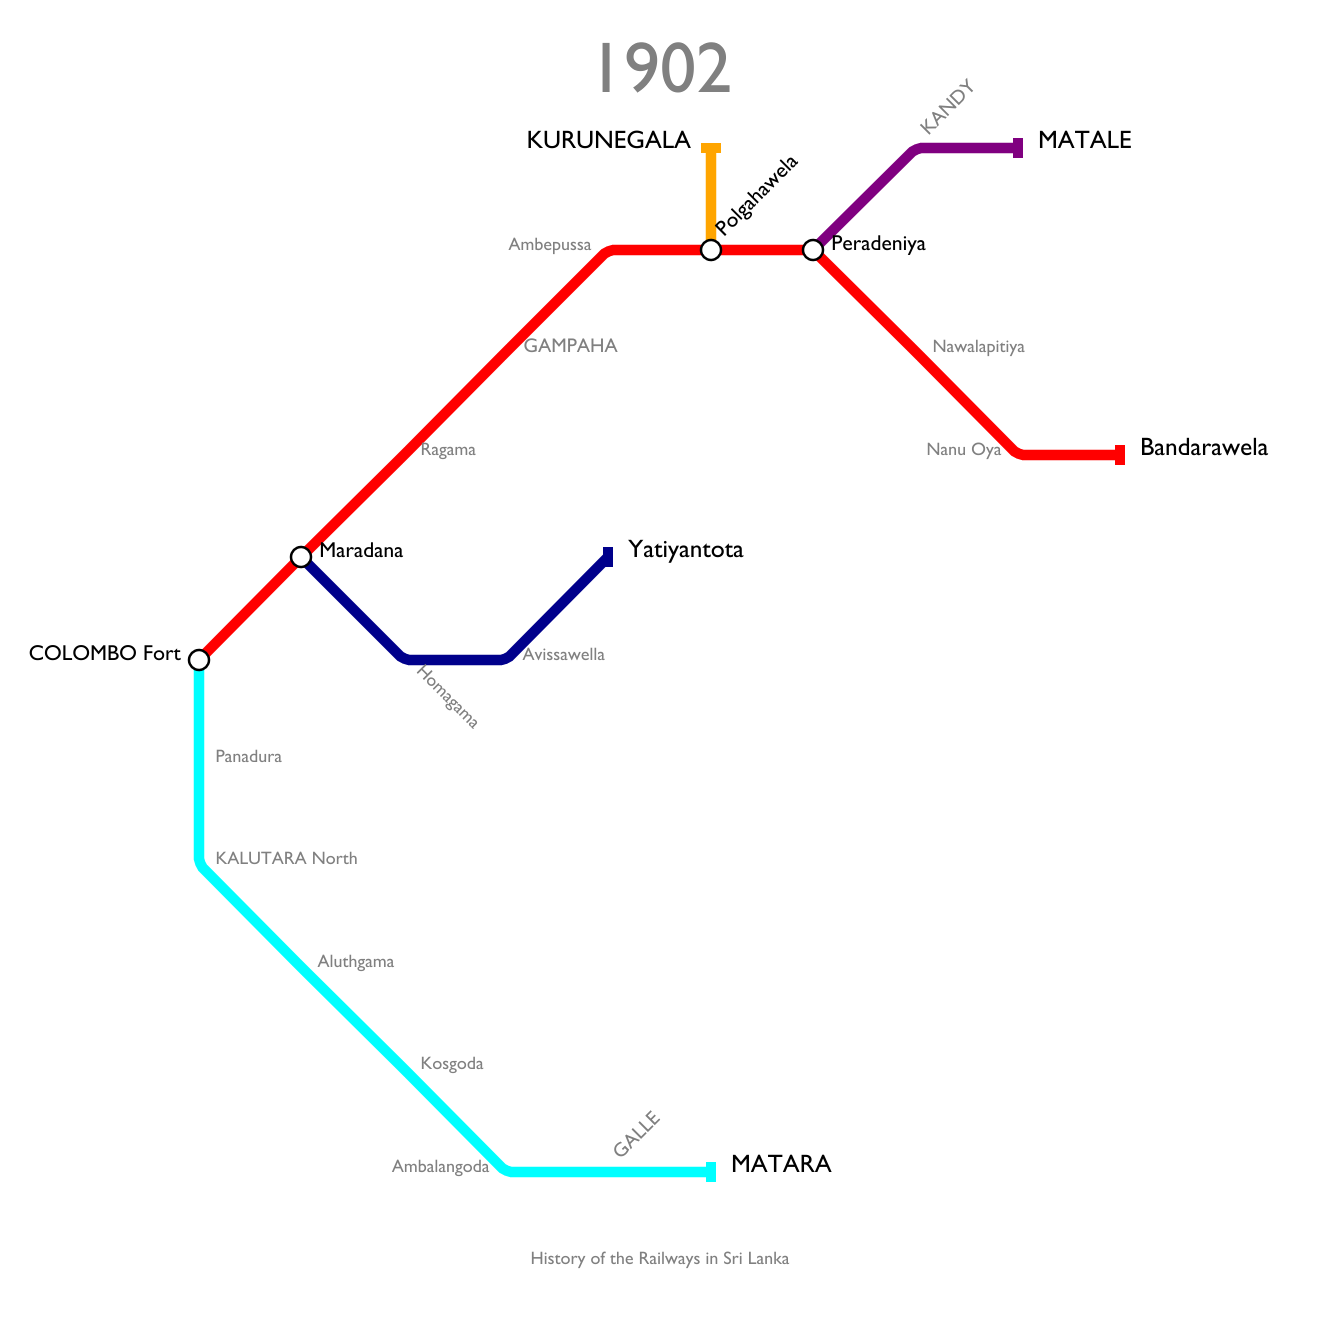 1902
KANDY
KURUNEGALA
MATALE
Polgahawela
Ambepussa
Peradeniya
GAMPAHA
Nawalapitiya
Ragama
Nanu Oya
Bandarawela
Maradana
Yatiyantota
COLOMBO Fort
Avissawella
Homagama
Panadura
KALUTARA North
Aluthgama
Kosgoda
GALLE
Ambalangoda
MATARA
History of the Railways in Sri Lanka